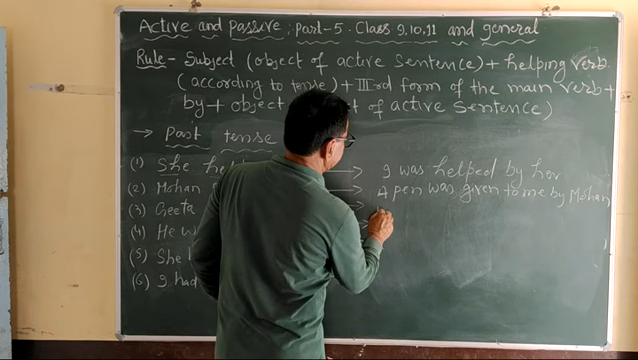 Active and Passive: Part-5. Class 9,10,11 and general
Rule - Subject (object of active sentence) + helping verb
(according to tense) + IIIrd form of the main verb +
by + object of active sentence)
→ Past tense
(1) She → I was helped by her
(2) Mohan → A pen was given to me by Mohan
(3) Geeta
(4) He
(5) She
(6) I had